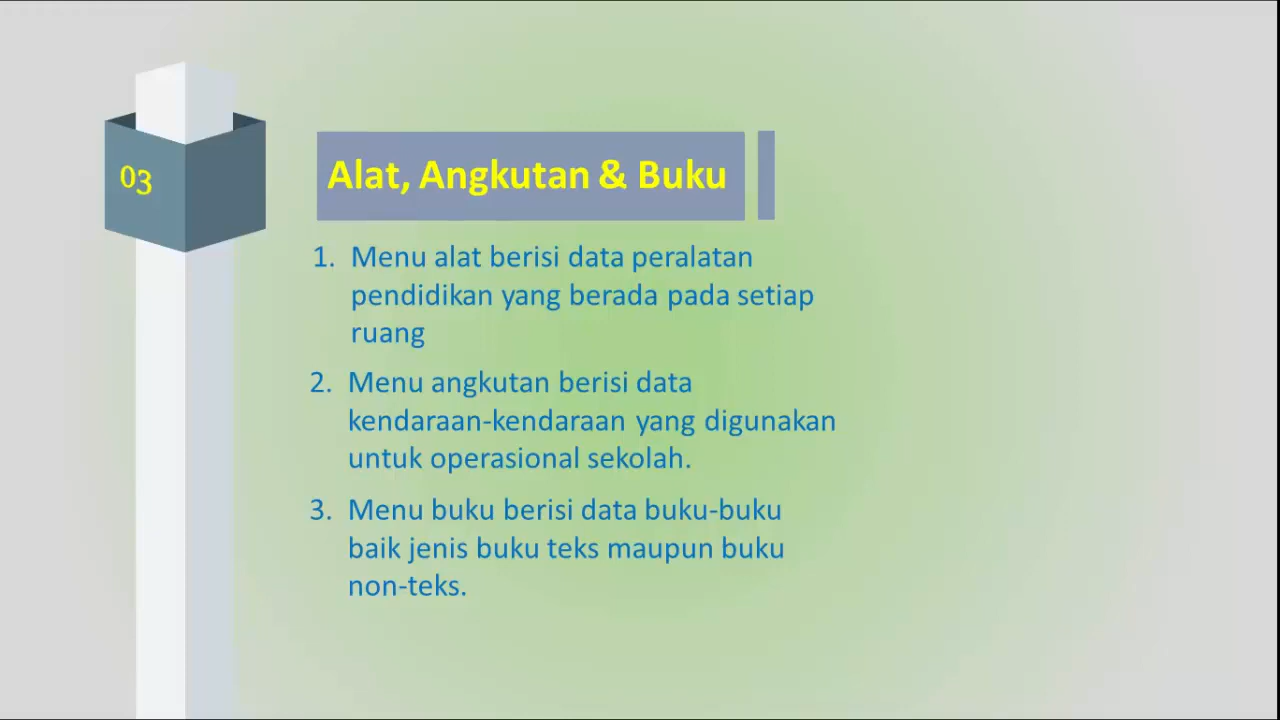 03
Alat, Angkutan & Buku
1. Menu alat berisi data peralatan
pendidikan yang berada pada setiap
ruang
2. Menu angkutan berisi data
kendaraan-kendaraan yang digunakan
untuk operasional sekolah.
3. Menu buku berisi data buku-buku
baik jenis buku teks maupun buku
non-teks.